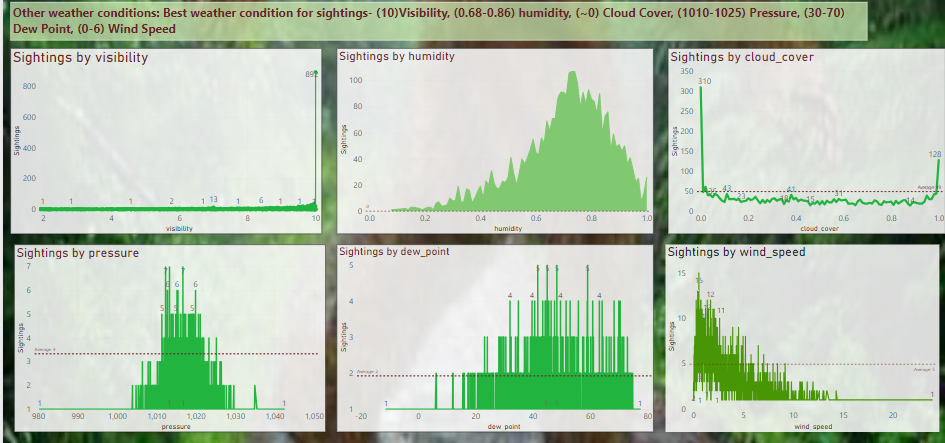 Other weather conditions: Best weather condition for sightings- (10)Visibility, (0.68-0.86) humidity, (~0) Cloud Cover, (1010-1025) Pressure, (30-70)
Dew Point, (0-6) Wind Speed
Sightings by visibility
892
800
600
400
200
0
Sightings
1 1 1 2 1 13 1 6 1 1
2 4 6 8 10
visibility
Sightings by humidity
100
80
60
40
20
0
Sightings
0.0 0.2 0.4 0.6 0.8 1.0
humidity
Sightings by cloud_cover
350
300
250
200
150
100
50
0
Sightings
310
128
43
41
31
0.0 0.2 0.4 0.6 0.8 1.0
cloud_cover
Sightings by pressure
7
6
5
4
3
2
1
Sightings
6 6 6
5 5 5
Average: 3
1 1 1
980 990 1,000 1,010 1,020 1,030 1,040 1,050
pressure
Sightings by dew_point
5
4
3
2
1
Sightings
5 5 5 5
4 4 4 4
Average: 2
1 1
-20 0 20 40 60 80
dew_point
Sightings by wind_speed
15
10
5
0
Sightings
15
12
11
Average: 5
2 1 1 1
0 5 10 15 20
wind_speed